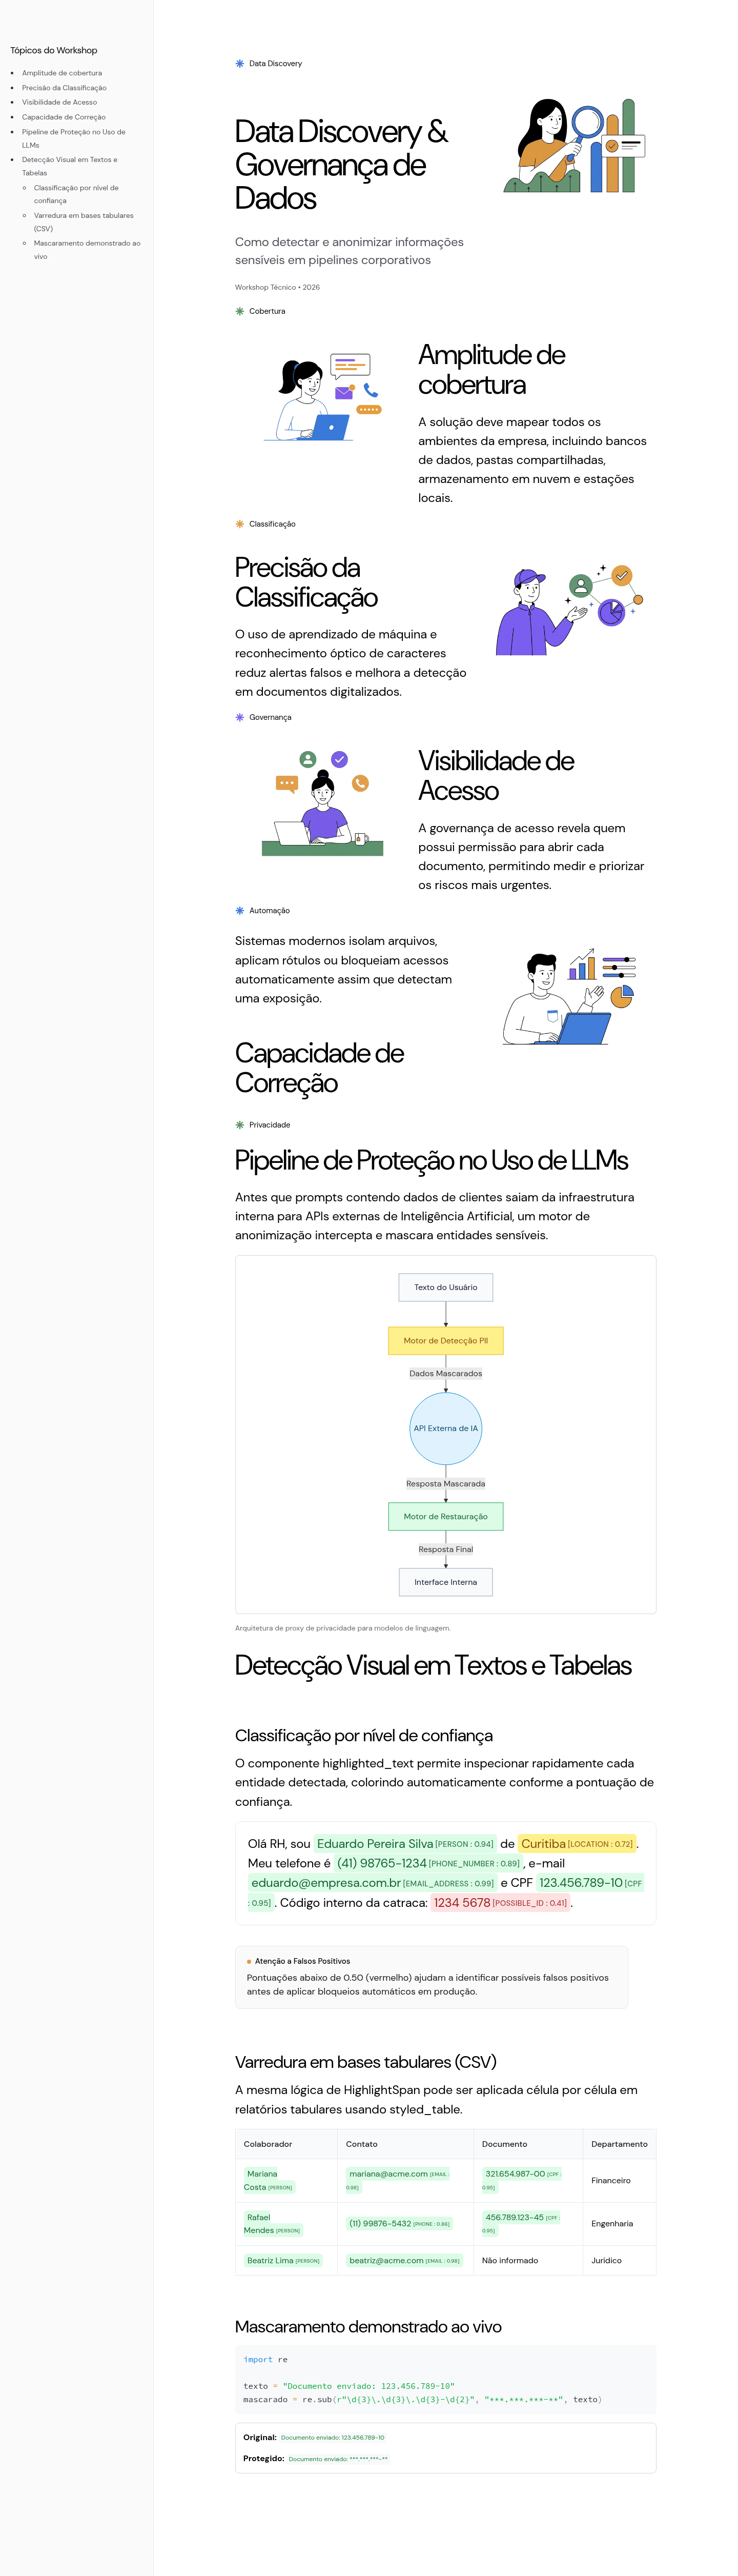 Tópicos do Workshop
Amplitude de cobertura
Precisão da Classificação
Visibilidade de Acesso
Capacidade de Correção
Pipeline de Proteção no Uso de
LLMs
Detecção Visual em Textos e
Tabelas
Classificação por nível de
confiança
Varredura em bases tabulares
(CSV)
Mascaramento demonstrado ao
vivo
Data Discovery
Data Discovery &
Governança de
Dados
Como detectar e anonimizar informações
sensíveis em pipelines corporativos
Workshop Técnico • 2026
Cobertura
Amplitude de
cobertura
A solução deve mapear todos os
ambientes da empresa, incluindo bancos
de dados, pastas compartilhadas,
armazenamento em nuvem e estações
locais.
Classificação
Precisão da
Classificação
O uso de aprendizado de máquina e
reconhecimento óptico de caracteres
reduz alertas falsos e melhora a detecção
em documentos digitalizados.
Governança
Visibilidade de
Acesso
A governança de acesso revela quem
possui permissão para abrir cada
documento, permitindo medir e priorizar
os riscos mais urgentes.
Automação
Sistemas modernos isolam arquivos,
aplicam rótulos ou bloqueiam acessos
automaticamente assim que detectam
uma exposição.
Capacidade de
Correção
Privacidade
Pipeline de Proteção no Uso de LLMs
Antes que prompts contendo dados de clientes saiam da infraestrutura
interna para APIs externas de Inteligência Artificial, um motor de
anonimização intercepta e mascara entidades sensíveis.
Texto do Usuário
Motor de Detecção PII
Dados Mascarados
API Externa de IA
Resposta Mascarada
Motor de Restauração
Resposta Final
Interface Interna
Arquitetura de proxy de privacidade para modelos de linguagem.
Detecção Visual em Textos e Tabelas
Classificação por nível de confiança
O componente highlighted_text permite inspecionar rapidamente cada
entidade detectada, colorindo automaticamente conforme a pontuação de
confiança.
Olá RH, sou Eduardo Pereira Silva [PERSON : 0.94] de Curitiba [LOCATION : 0.72].
Meu telefone é (41) 98765-1234 [PHONE_NUMBER : 0.89], e-mail
eduardo@empresa.com.br [EMAIL_ADDRESS : 0.99] e CPF 123.456.789-10 [CPF
: 0.95]. Código interno da catraca: 1234 5678 [POSSIBLE_ID : 0.41].
Atenção a Falsos Positivos
Pontuações abaixo de 0.50 (vermelho) ajudam a identificar possíveis falsos positivos
antes de aplicar bloqueios automáticos em produção.
Varredura em bases tabulares (CSV)
A mesma lógica de HighlightSpan pode ser aplicada célula por célula em
relatórios tabulares usando styled_table.
Colaborador Contato Documento Departamento
Mariana mariana@acme.com [EMAIL : 321.654.987-00 [CPF : Financeiro
Costa [PERSON] 0.98] 0.95]
Rafael (11) 99876-5432 [PHONE : 0.86] 456.789.123-45 [CPF : Engenharia
Mendes [PERSON] 0.95]
Beatriz Lima [PERSON] beatriz@acme.com [EMAIL : 0.98] Não informado Jurídico
Mascaramento demonstrado ao vivo
import re
texto = "Documento enviado: 123.456.789-10"
mascarado = re.sub(r"\d{3}\.\d{3}\.\d{3}-\d{2}", "***.***.***-**", texto)
Original: Documento enviado: 123.456.789-10
Protegido: Documento enviado: ***.***.***-**